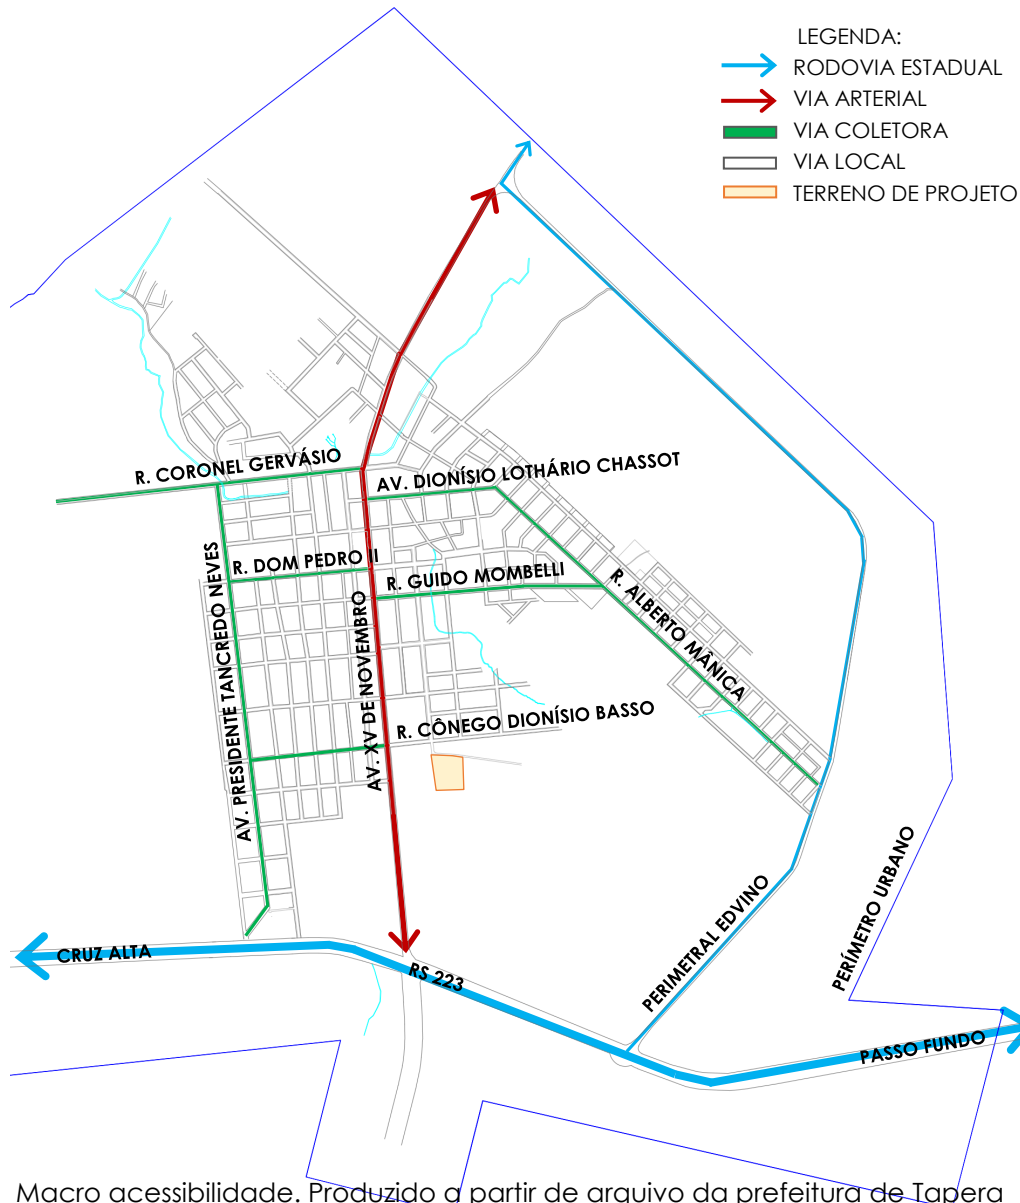 LEGENDA:
RODOVIA ESTADUAL
VIA ARTERIAL
VIA COLETORA
VIA LOCAL
TERRENO DE PROJETO
R. CORONEL GERVÁSIO
AV. DIONÍSIO LOTHÁRIO CHASSOT
R. DOM PEDRO II
R. GUIDO MOMBELLI
R. ALBERTO MÂNICA
AV. PRESIDENTE TANCREDO NEVES
AV. XV DE NOVEMBRO
R. CÔNEGO DIONÍSIO BASSO
PERIMETRAL EDVINO
PERÍMETRO URBANO
CRUZ ALTA
RS 223
PASSO FUNDO
Macro acessibilidade. Produzido a partir de arquivo da prefeitura de Tapera